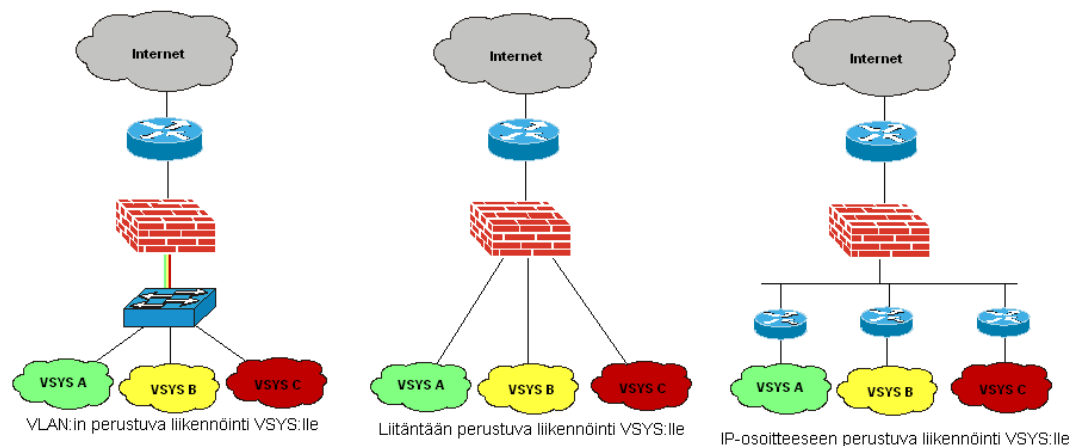 Internet
Internet
Internet
VSYS A
VSYS B
VSYS C
VSYS A
VSYS B
VSYS C
VSYS A
VSYS B
VSYS C
VLAN:in perustuva liikennöinti VSYS:lle
Liitäntään perustuva liikennöinti VSYS:lle
IP-osoitteeseen perustuva liikennöinti VSYS:lle